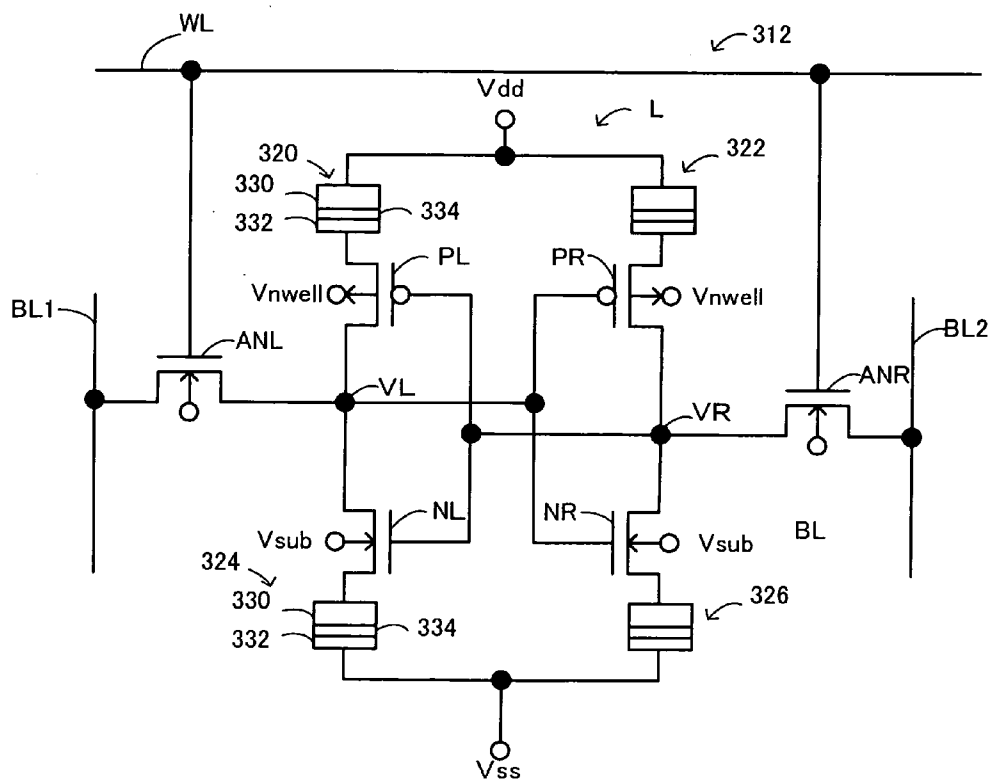 WL
312
Vdd
L
320
322
330
332
334
PL
PR
Vnwell
Vnwell
BL1
BL2
ANL
ANR
VL
VR
NL
NR
Vsub
Vsub
BL
324
330
332
334
326
Vss